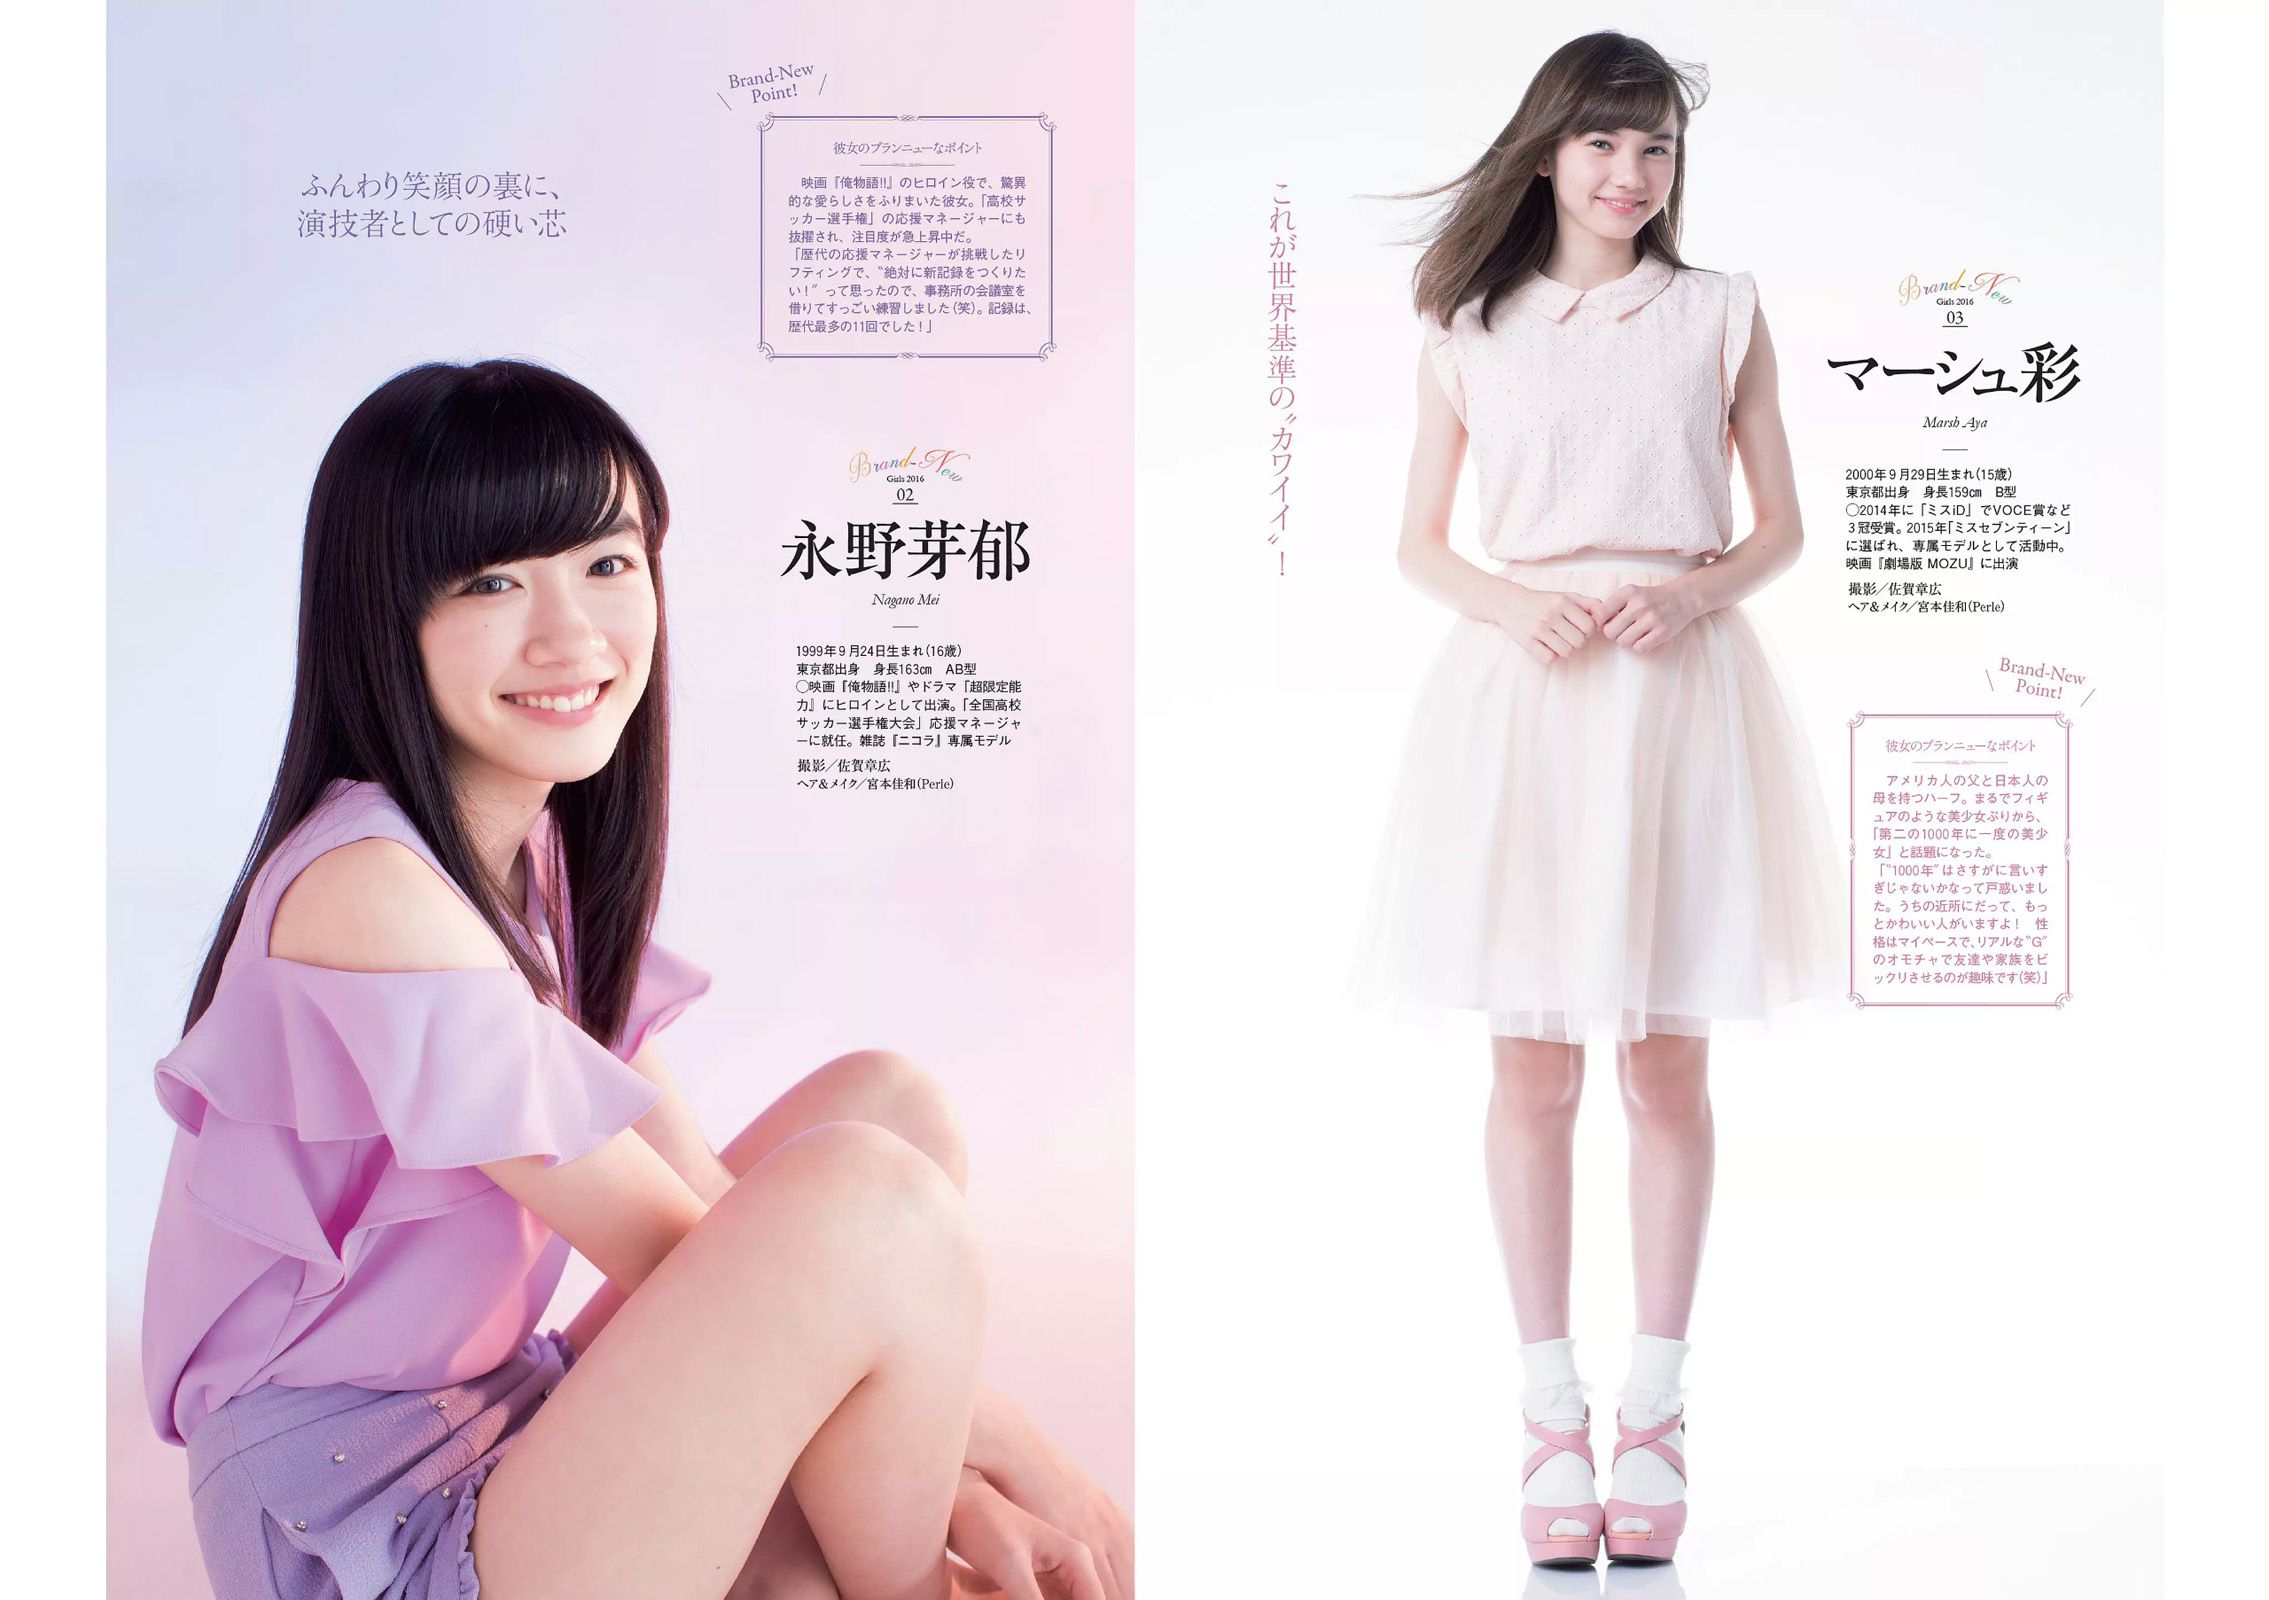 ふんわり笑顔の裏に、
演技者としての硬い芯
Brand-New
Point!
彼女のブランニューなポイント
映画『俺物語!!』のヒロイン役で、驚異
的な愛らしさをふりまいた彼女。「高校サ
ッカー選手権」の応援マネージャーにも
抜擢され、注目度が急上昇中だ。
「歴代の応援マネージャーが挑戦したリ
フティングで、〝絶対に新記録をつくりた
い！〟って思ったので、事務所の会議室を
借りてすっごい練習しました(笑)。記録は、
歴代最多の11回でした！」
Brand-New
Girls 2016
02
永野芽郁
Nagano Mei
1999年9月24日生まれ(16歳)
東京都出身　身長163㎝　AB型
◯映画『俺物語!!』やドラマ『超限定能
力』にヒロインとして出演。「全国高校
サッカー選手権大会」応援マネージャ
ーに就任。雑誌『ニコラ』専属モデル
撮影／佐賀章広
ヘア&メイク／宮本佳和(Perle)
これが世界基準の〝カワイイ〟！
Brand-New
Girls 2016
03
マーシュ彩
Marsh Aya
2000年9月29日生まれ(15歳)
東京都出身　身長159㎝　B型
◯2014年に『ミスiD』でVOCE賞など
3冠受賞。2015年「ミスセブンティーン」
に選ばれ、専属モデルとして活動中。
映画『劇場版 MOZU』に出演
撮影／佐賀章広
ヘア&メイク／宮本佳和(Perle)
Brand-New
Point!
彼女のブランニューなポイント
アメリカ人の父と日本人の
母を持つハーフ。まるでフィギ
ュアのような美少女ぶりから、
「第二の1000年に一度の美少
女」と話題になった。
「〝1000年〟はさすがに言いす
ぎじゃないかなって戸惑いまし
た。うちの近所にだって、もっ
とかわいい人がいますよ！　性
格はマイペースで、リアルな〝G〟
のオモチャで友達や家族をビ
ックリさせるのが趣味です(笑)」